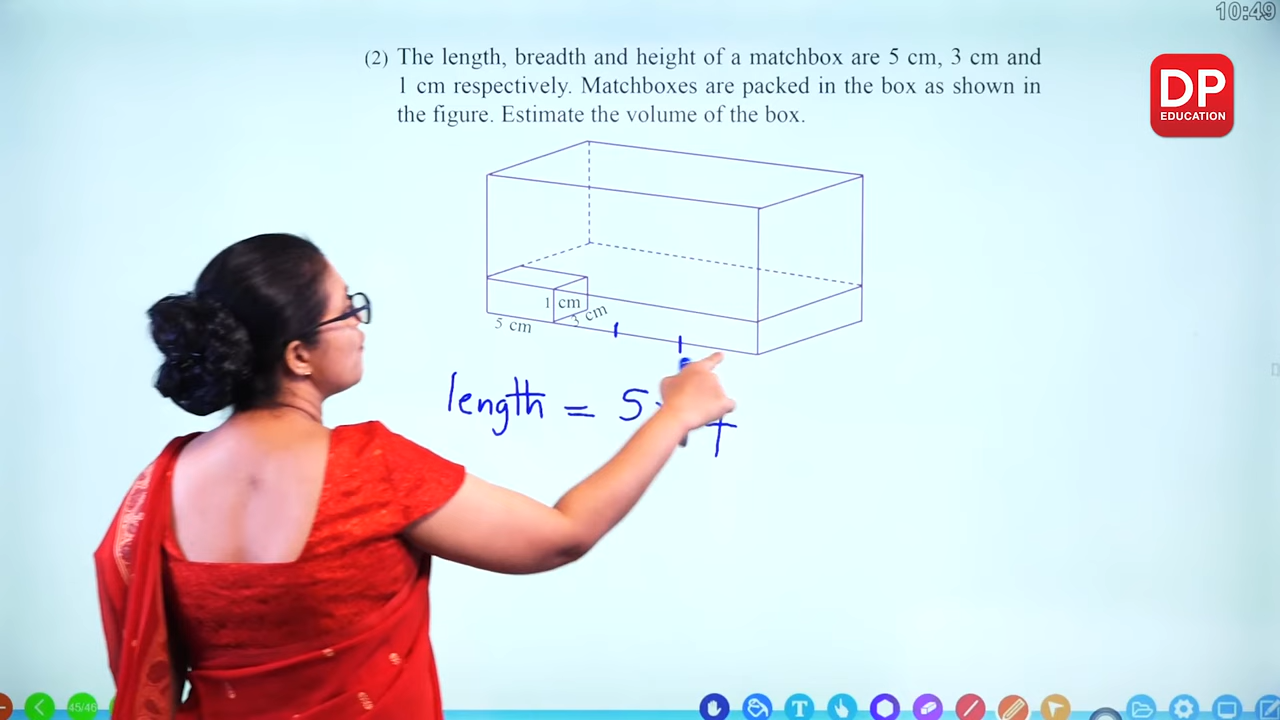 10:49
(2) The length, breadth and height of a matchbox are 5 cm, 3 cm and
1 cm respectively. Matchboxes are packed in the box as shown in
the figure. Estimate the volume of the box.
DP
EDUCATION
1 cm
5 cm
3 cm
length = 5
45/46